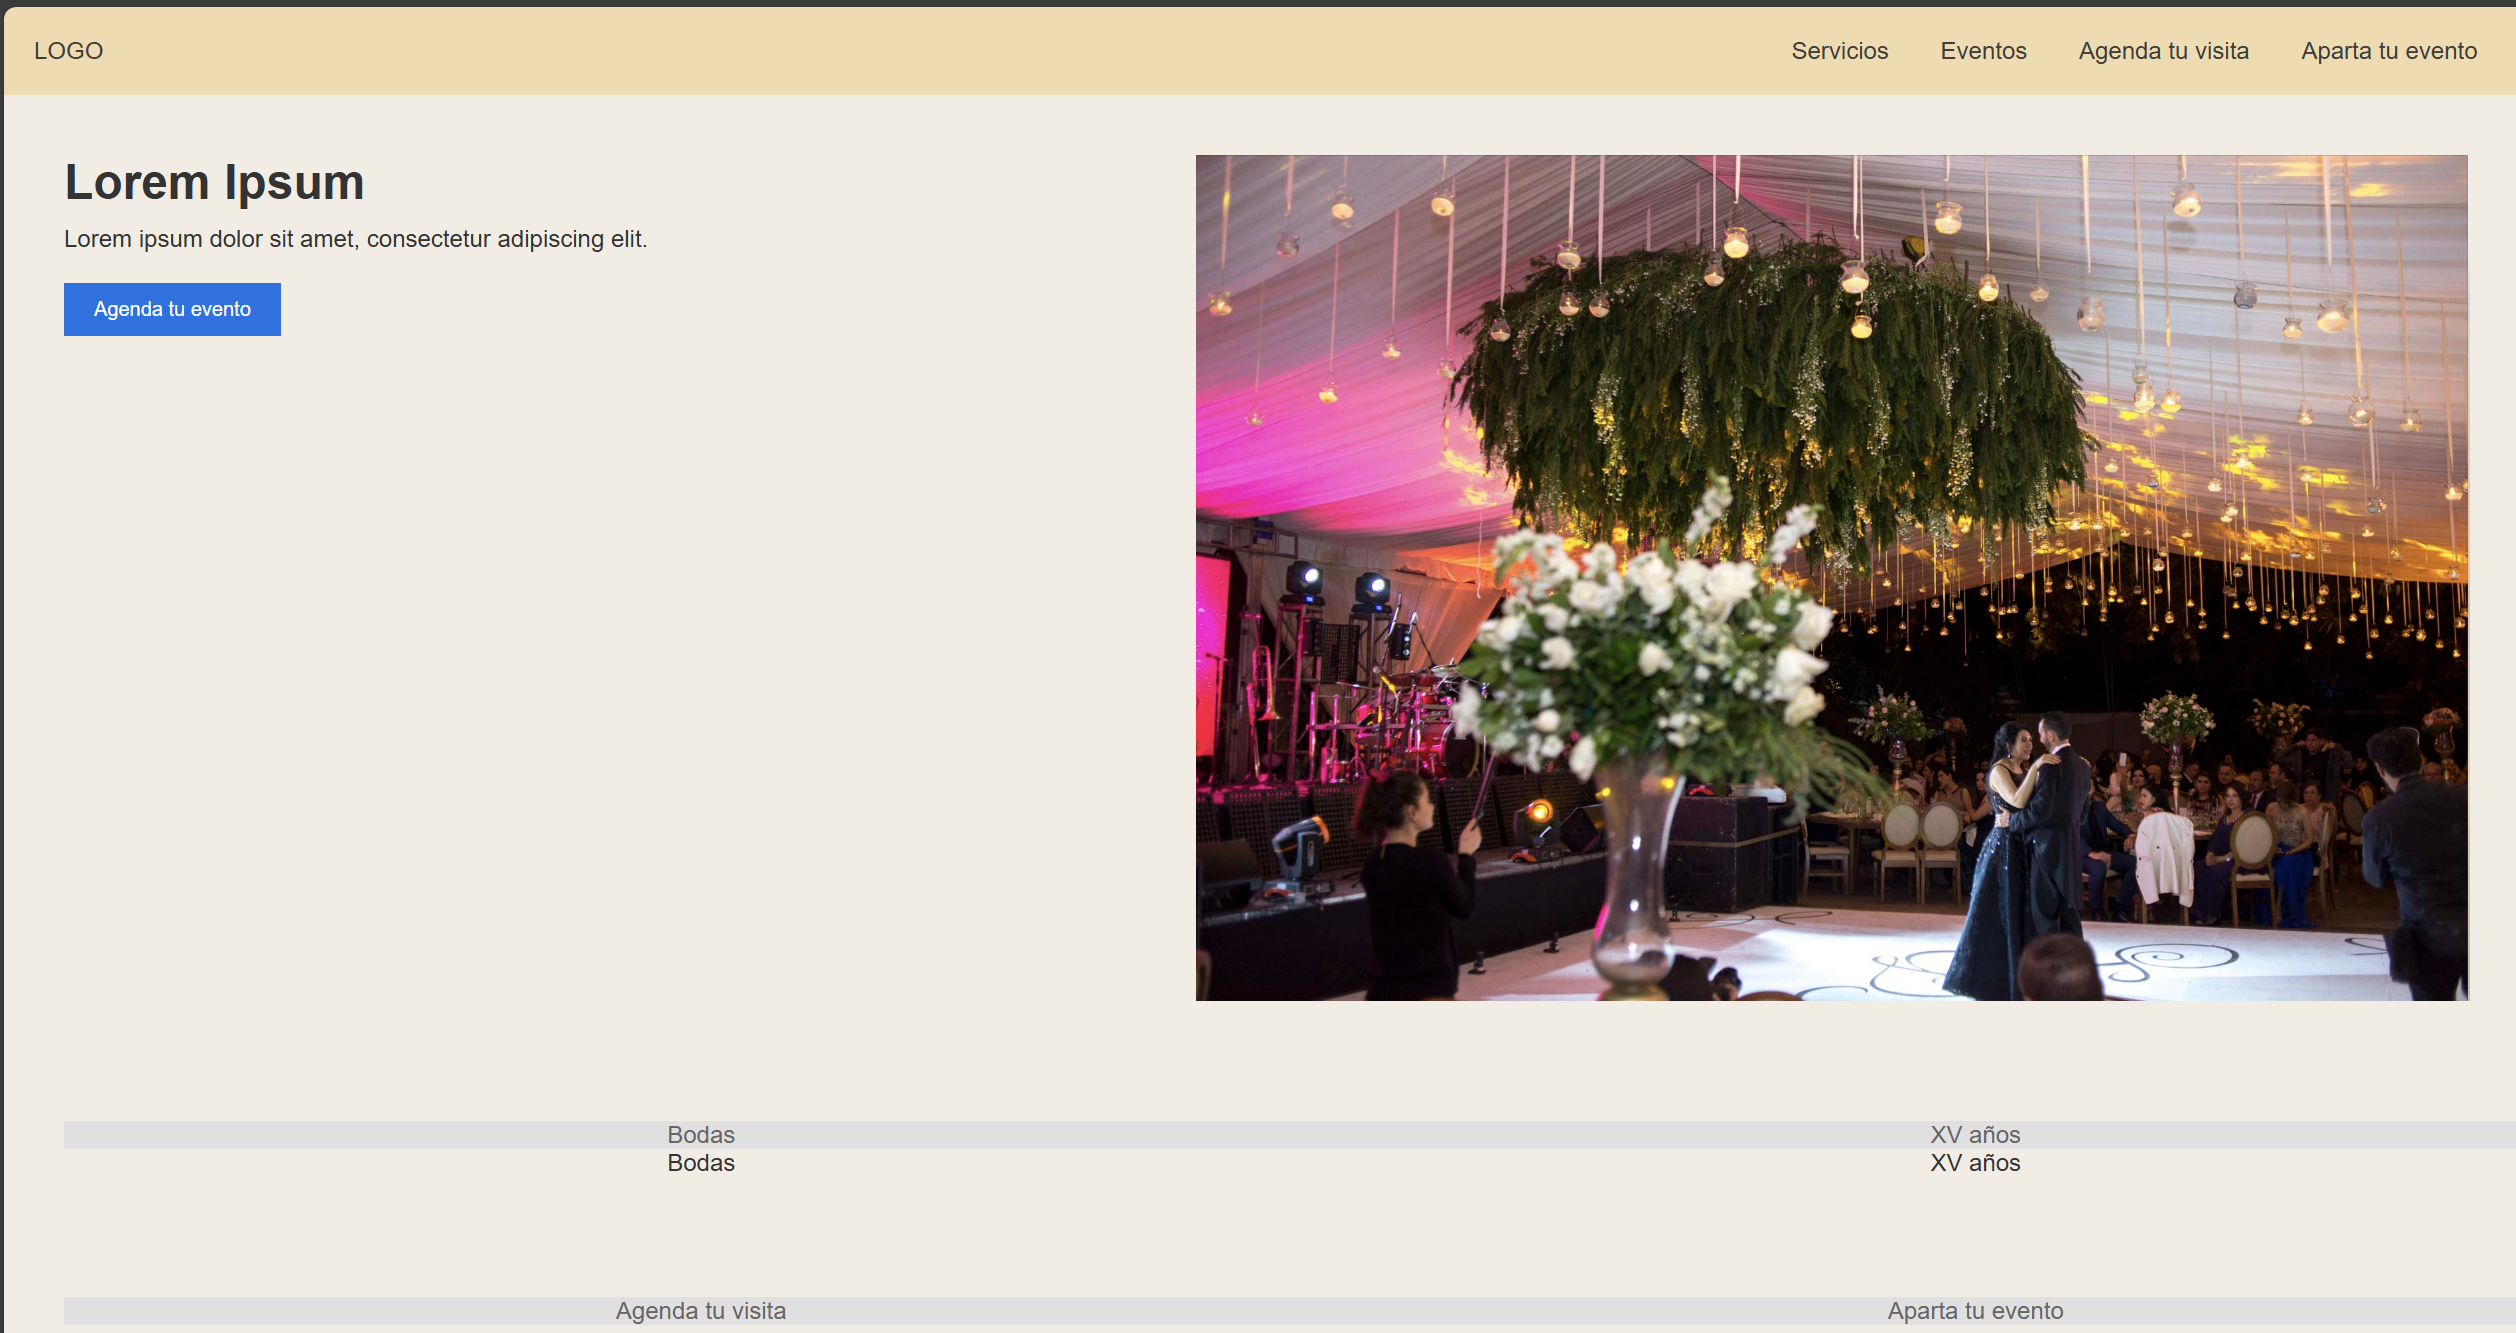 LOGO Servicios Eventos Agenda tu visita Aparta tu evento
Lorem Ipsum
Lorem ipsum dolor sit amet, consectetur adipiscing elit.
Agenda tu evento
Bodas XV años
Bodas XV años
Agenda tu visita Aparta tu evento